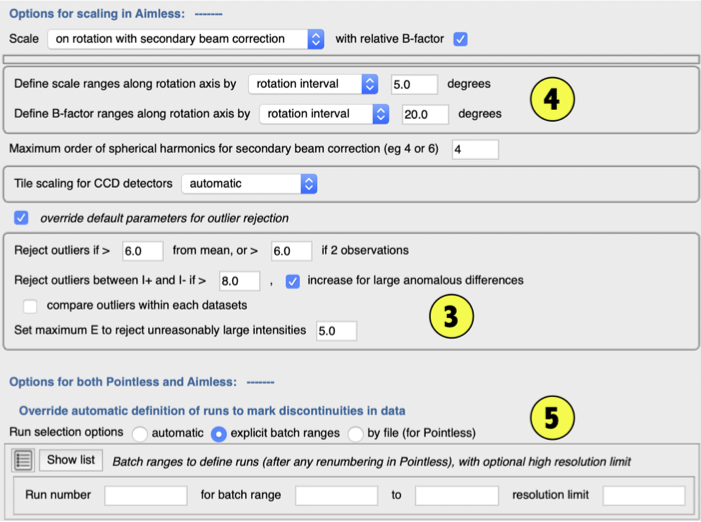 Options for scaling in Aimless: -------
Scale on rotation with secondary beam correction with relative B-factor
Define scale ranges along rotation axis by rotation interval 5.0 degrees
4
Define B-factor ranges along rotation axis by rotation interval 20.0 degrees
Maximum order of spherical harmonics for secondary beam correction (eg 4 or 6) 4
Tile scaling for CCD detectors automatic
override default parameters for outlier rejection
Reject outliers if > 6.0 from mean, or > 6.0 if 2 observations
Reject outliers between I+ and I- if > 8.0 , increase for large anomalous differences
compare outliers within each datasets
3
Set maximum E to reject unreasonably large intensities 5.0
Options for both Pointless and Aimless: -------
Override automatic definition of runs to mark discontinuities in data
5
Run selection options automatic explicit batch ranges by file (for Pointless)
Show list Batch ranges to define runs (after any renumbering in Pointless), with optional high resolution limit
Run number for batch range to resolution limit